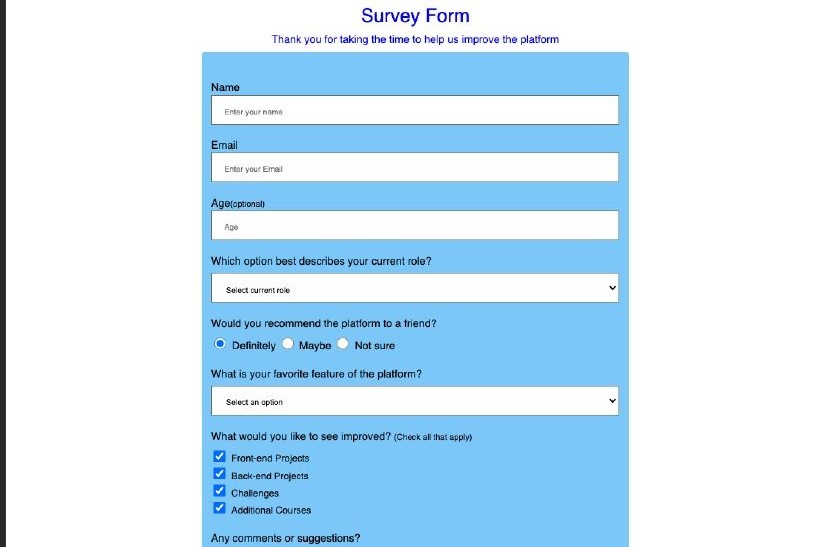 Survey Form
Thank you for taking the time to help us improve the platform
Name
Enter your name
Email
Enter your Email
Age(optional)
Age
Which option best describes your current role?
Select current role
Would you recommend the platform to a friend?
Definitely Maybe Not sure
What is your favorite feature of the platform?
Select an option
What would you like to see improved? (Check all that apply)
Front-end Projects
Back-end Projects
Challenges
Additional Courses
Any comments or suggestions?